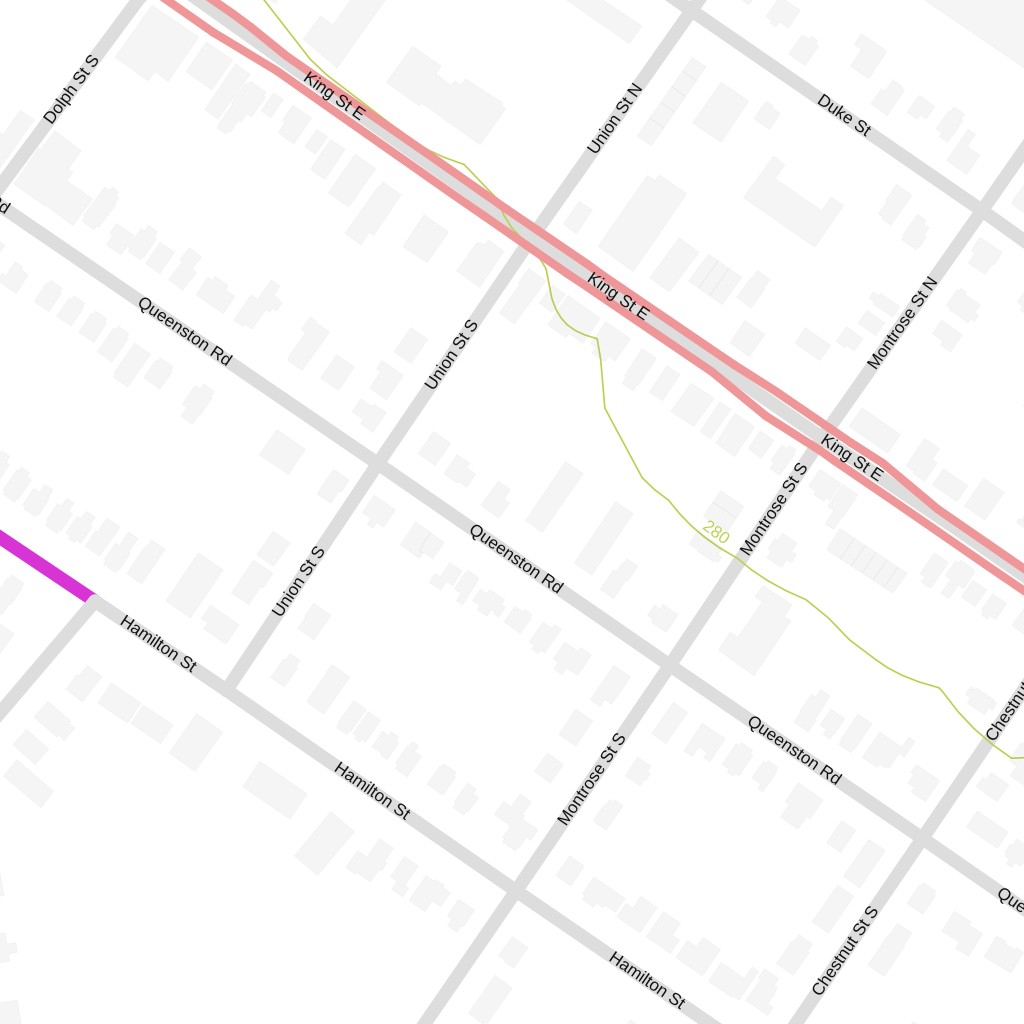 Dolph St S
King St E
Union St N
Duke St
Queenston Rd
Union St S
King St E
Montrose St N
King St E
Montrose St S
280
Queenston Rd
Union St S
Hamilton St
Chestnut
Queenston Rd
Montrose St S
Hamilton St
Chestnut St S
Hamilton St